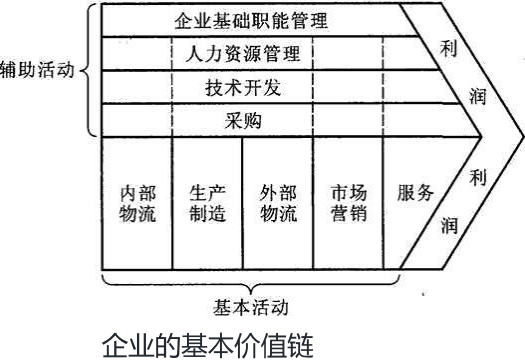 企业基础职能管理
人力资源管理
辅助活动
技术开发
采购
利
润
内部
物流
生产
制造
外部
物流
市场
营销
服务
利
润
基本活动
企业的基本价值链